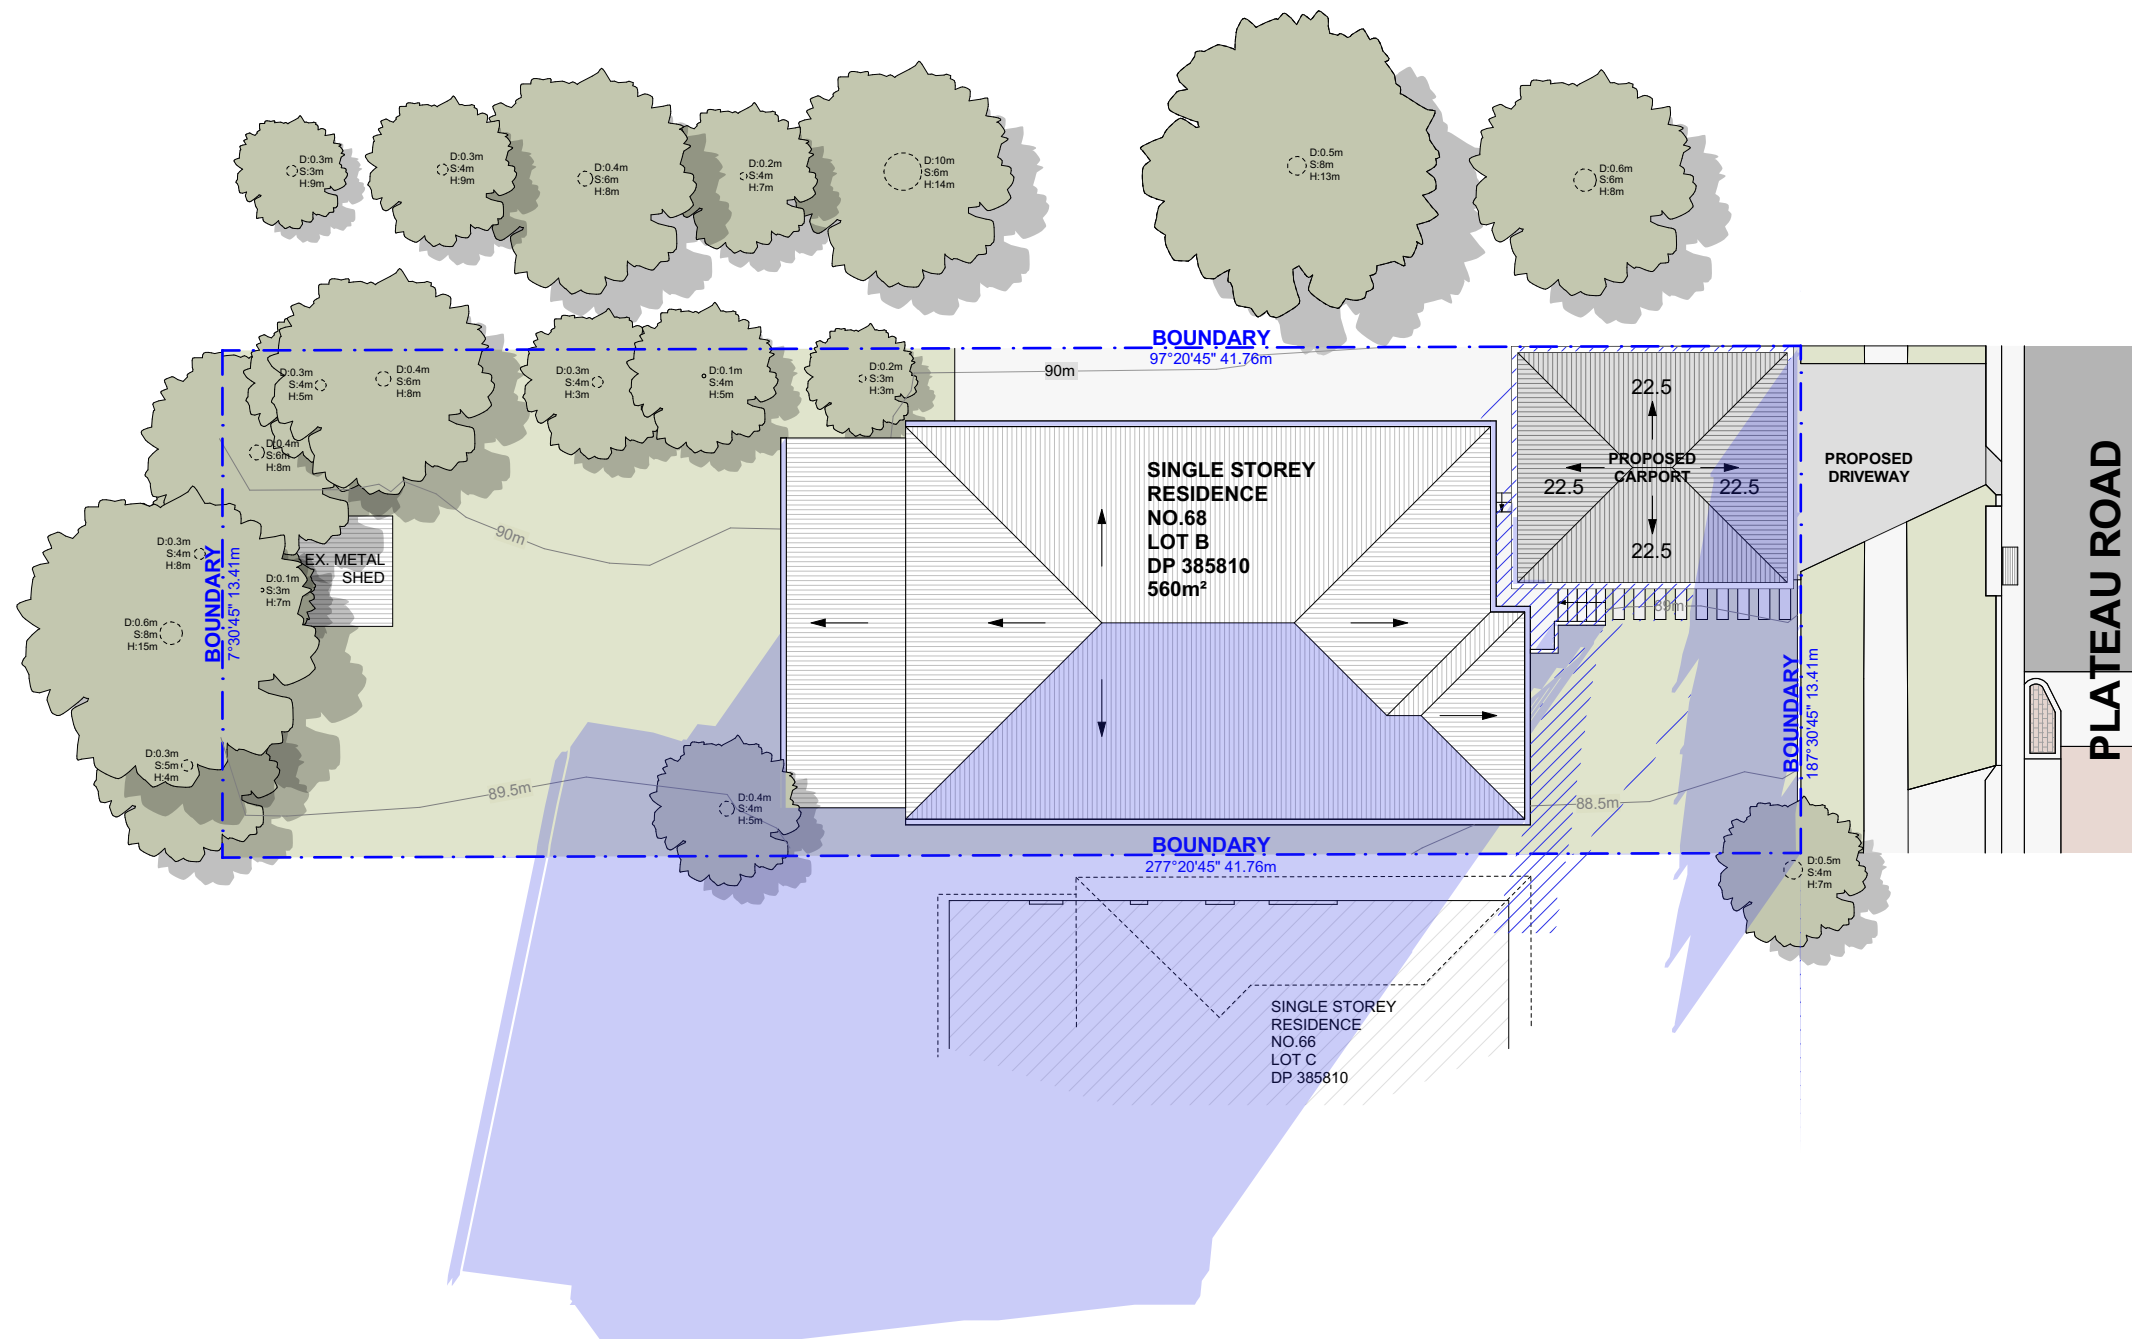 D:0.3m
S:3m
H:9m
D:0.3m
S:4m
H:9m
D:0.4m
S:6m
H:8m
D:0.2m
S:4m
H:7m
D:10m
S:6m
H:14m
D:0.5m
S:8m
H:13m
D:0.6m
S:6m
H:8m
BOUNDARY
97°20'45" 41.76m
90m
D:0.3m
S:4m
H:5m
D:0.4m
S:6m
H:8m
D:0.3m
S:4m
H:3m
D:0.1m
S:4m
H:5m
D:0.2m
S:3m
H:3m
D:0.4m
S:6m
H:8m
22.5
PROPOSED
CARPORT
22.5
22.5
22.5
PROPOSED
DRIVEWAY
PLATEAU ROAD
SINGLE STOREY
RESIDENCE
NO.68
LOT B
DP 385810
560m²
90m
EX. METAL
SHED
D:0.3m
S:4m
H:8m
D:0.1m
S:3m
H:7m
D:0.6m
S:8m
H:15m
BOUNDARY
7°30'45" 13.41m
89m
BOUNDARY
187°30'45" 13.41m
D:0.3m
S:5m
H:4m
89.5m
D:0.4m
S:4m
H:5m
88.5m
BOUNDARY
277°20'45" 41.76m
D:0.5m
S:4m
H:7m
SINGLE STOREY
RESIDENCE
NO.66
LOT C
DP 385810